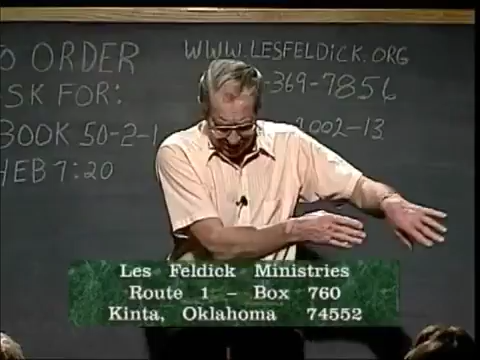 O ORDER
SK FOR:
BOOK 50-2-1
HEB 7:20
WWW.LESFELDICK.ORG
-369-7856
2002-13
Les Feldick Ministries
Route 1 – Box 760
Kinta, Oklahoma 74552